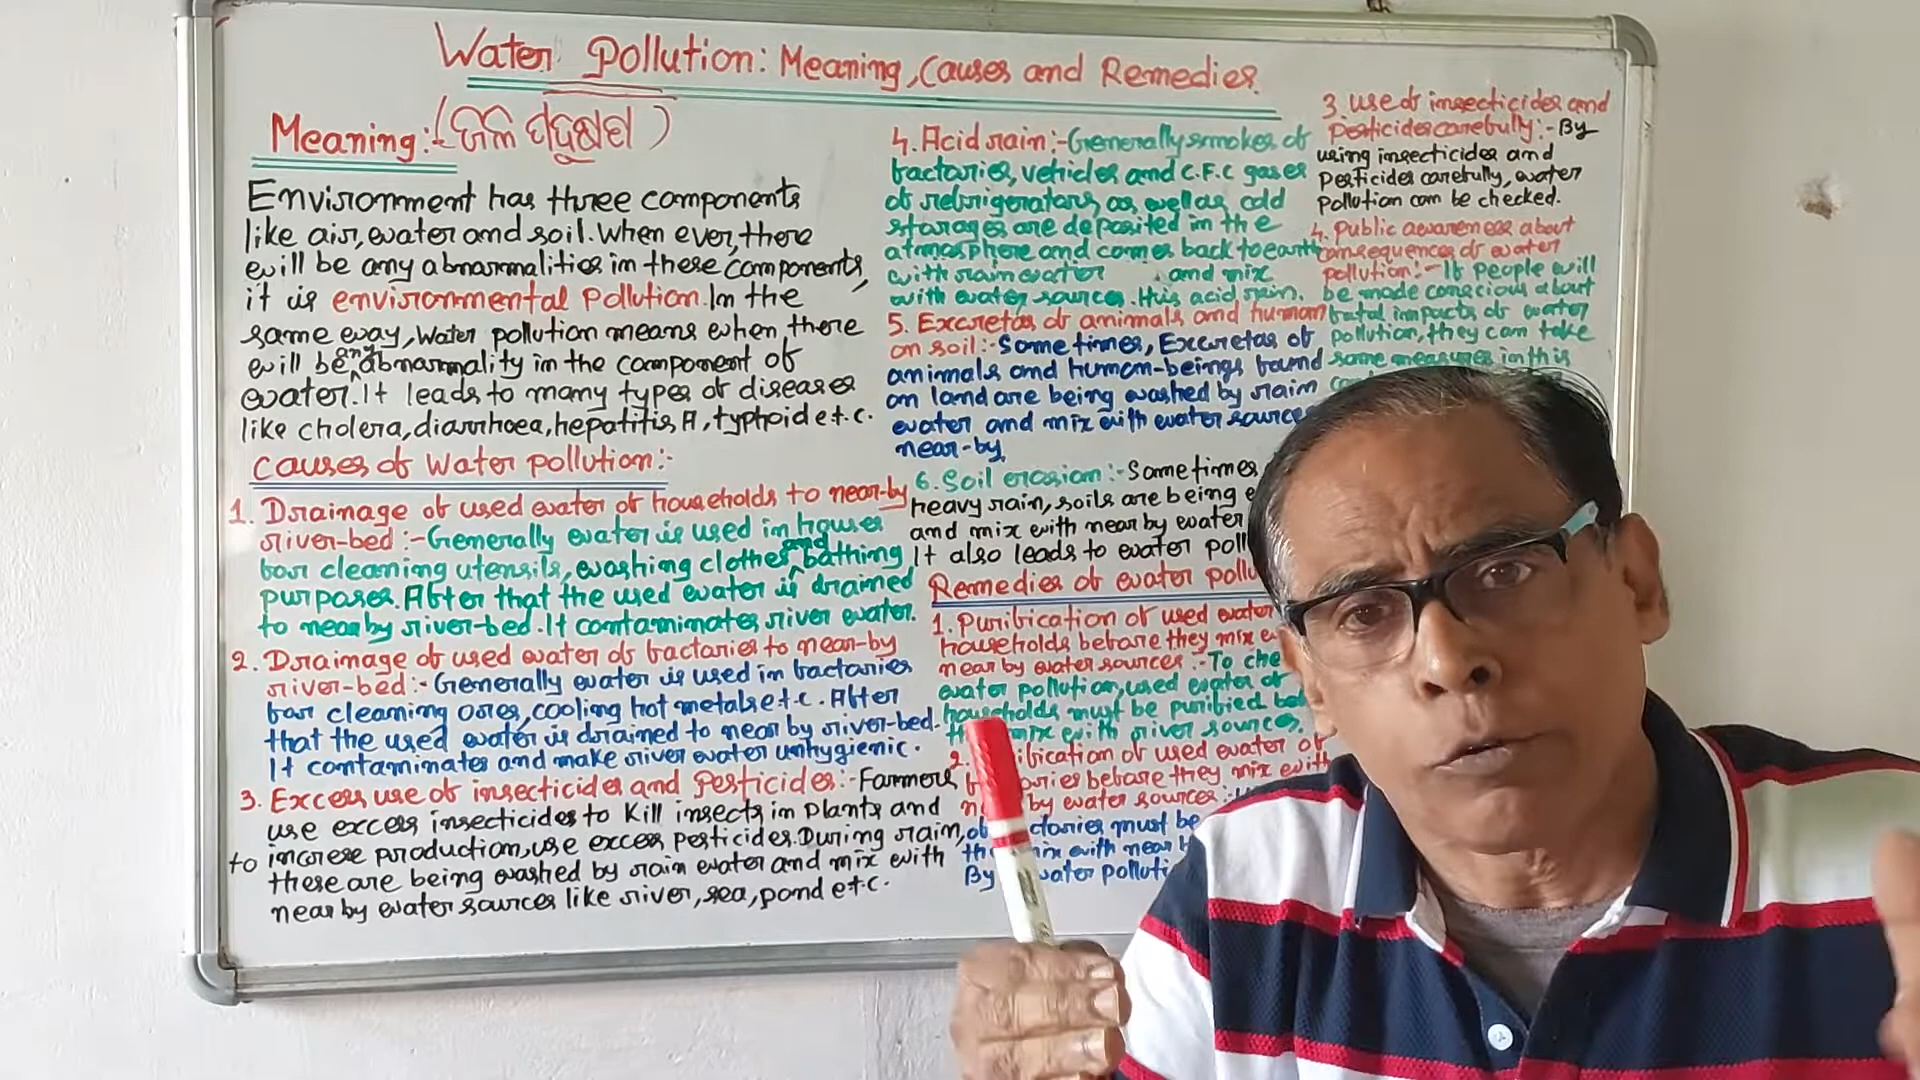 Water Pollution: Meaning, Causes and Remedies.
Meaning:-(ଜଳ ପ୍ରଦୂଷଣ)
Environment has three components
like air, water and soil. When ever, there
will be any abnormalities in these components,
it is environmental pollution. In the
same way, Water pollution means when there
will be any abnormality in the component of
water. It leads to many types of diseases
like cholera, diarrhoea, hepatitis A, typhoid e.t.c.
Causes of Water pollution:-
1. Drainage of used water of households to near-by
river-bed:-Generally water is used in houses
for cleaning utensils, washing clothes and bathing
purposes. After that the used water is drained
to near by river-bed. It contaminates river water.
2. Drainage of used water of factories to near-by
river-bed:- Generally water is used in factories
for cleaning ores, cooling hot metals e.t.c. After
that the used water is drained to near by river-bed.
It contaminates and make river water unhygienic.
3. Excess use of insecticides and Pesticides:-Farmers
use excess insecticides to Kill insects in Plants and
to increse production, use excess pesticides. During rain,
these are being washed by rain water and mix with
near by water sources like river, sea, pond e.t.c.
4. Acid rain:-Generally smokes of
factories, vehicles and C.F.C gases
of refrigerators as well as cold
storages are deposited in the
atmosphere and comes back to earth
with rain water and mix
with water sources. It is acid rain.
5. Excretas of animals and human
on soil:-Some times, Excretas of
animals and human-beings found
on land are being washed by rain
water and mix with water sources
near-by.
6. Soil erosion:-Sometimes
heavy rain, soils are being
and mix with near by water
It also leads to water
Remedies of water
1. Purification of used water
households before they mix
near by water sources:-To
water pollution, used water of
households must be purified
mix with river sources.
2. of used water of
before they mix with
by water sources:-
must be
mix with near
By water
3. Use of insecticides and
Pesticides carefully:-By
using insecticides and
Pesticides carefully, water
pollution can be checked.
4. Public awareness about
consequences of water
pollution:-If people will
be made conscious about
fatal impacts of water
pollution, they can take
some measures in this